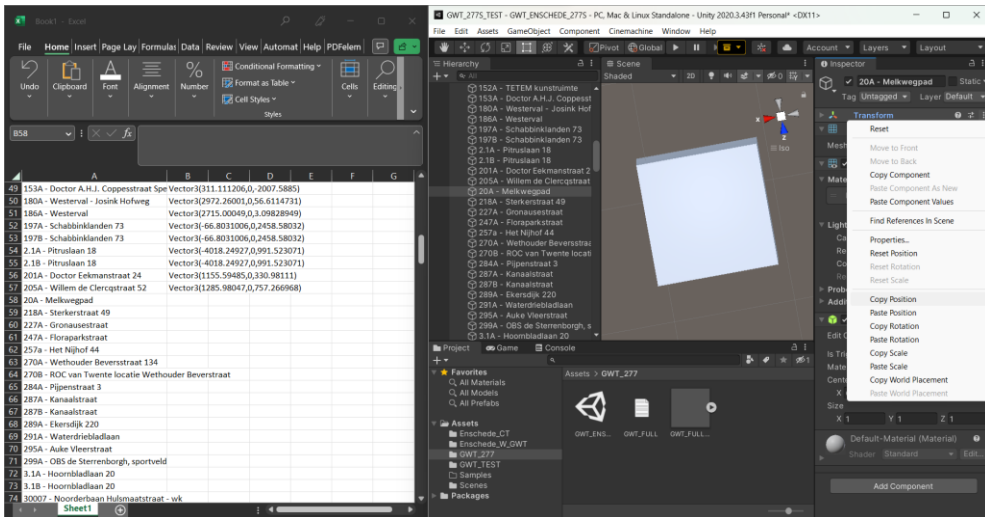 Book1 - Excel
File Home Insert Page Lay Formulas Data Review View Automat Help PDFelem
Undo
Clipboard
Font
Alignment
Number
Conditional Formatting
Format as Table
Cell Styles
Styles
Cells
Editing
B58
fx
A B C D E F G
49 153A - Doctor A.H.J. Coppesstraat Spe Vector3(311.111206,0,-2007.5885)
50 180A - Westerval - Josink Hofweg Vector3(2972.26001,0,56.6114731)
51 186A - Westerval Vector3(2715.00049,0,3.09828949)
52 197A - Schabbinklanden 73 Vector3(-66.8031006,0,2458.58032)
53 197B - Schabbinklanden 73 Vector3(-66.8031006,0,2458.58032)
54 2.1A - Pitruslaan 18 Vector3(-4018.24927,0,991.523071)
55 2.1B - Pitruslaan 18 Vector3(-4018.24927,0,991.523071)
56 201A - Doctor Eekmanstraat 24 Vector3(1155.59485,0,330.98111)
57 205A - Willem de Clercqstraat 52 Vector3(1285.98047,0,757.266968)
58 20A - Melkwegpad
59 218A - Sterkerstraat 49
60 227A - Gronausestraat
61 247A - Floraparkstraat
62 257a - Het Nijhof 44
63 270A - Wethouder Beversstraat 134
64 270B - ROC van Twente locatie Wethouder Beverstraat
65 284A - Pijpenstraat 3
66 287A - Kanaalstraat
67 287B - Kanaalstraat
68 289A - Ekersdijk 220
69 291A - Waterdriebladlaan
70 295A - Auke Vleerstraat
71 299A - OBS de Sterrenborgh, sportveld
72 3.1A - Hoornbladlaan 20
73 3.1B - Hoornbladlaan 20
74 30007 - Noorderbaan Hulsmaatstraat - wk
Sheet1
GWT_277S_TEST - GWT_ENSCHEDE_277S - PC, Mac & Linux Standalone - Unity 2020.3.43f1 Personal* <DX11>
File Edit Assets GameObject Component Cinemachine Window Help
Pivot Global Account Layers Layout
Hierarchy
All
152A - TETEM kunstruimte
153A - Doctor A.H.J. Coppesst
180A - Westerval - Josink Hof
186A - Westerval
197A - Schabbinklanden 73
197B - Schabbinklanden 73
2.1A - Pitruslaan 18
2.1B - Pitruslaan 18
201A - Doctor Eekmanstraat 2
205A - Willem de Clercqstraat
20A - Melkwegpad
218A - Sterkerstraat 49
227A - Gronausestraat
247A - Floraparkstraat
257a - Het Nijhof 44
270A - Wethouder Beversstraa
270B - ROC van Twente locati
284A - Pijpenstraat 3
287A - Kanaalstraat
287B - Kanaalstraat
289A - Ekersdijk 220
291A - Waterdriebladlaan
295A - Auke Vleerstraat
299A - OBS de Sterrenborgh, s
3.1A - Hoornbladlaan 20
Scene
Shaded 2D 0
x
z
Iso
Project Game Console
1
Favorites
All Materials
All Models
All Prefabs
Assets
Enschede_CT
Enschede_W_GWT
GWT_277
GWT_TEST
Samples
Scenes
Packages
Assets > GWT_277
GWT_ENS...
GWT_FULL
GWT_FULL...
Inspector
20A - Melkwegpad Static
Tag Untagged Layer Default
Transform
Mesh
Mate
Light
Ca
Re
Co
Re
Prob
Addi
Edit C
Is Tri
Mate
Cente
X
Reset
Move to Front
Move to Back
Copy Component
Paste Component As New
Paste Component Values
Find References In Scene
Properties...
Reset Position
Reset Rotation
Reset Scale
Copy Position
Paste Position
Copy Rotation
Paste Rotation
Copy Scale
Paste Scale
Copy World Placement
Paste World Placement
Size
X 1 Y 1 Z 1
Default-Material (Material)
Shader Standard Edit...
Add Component